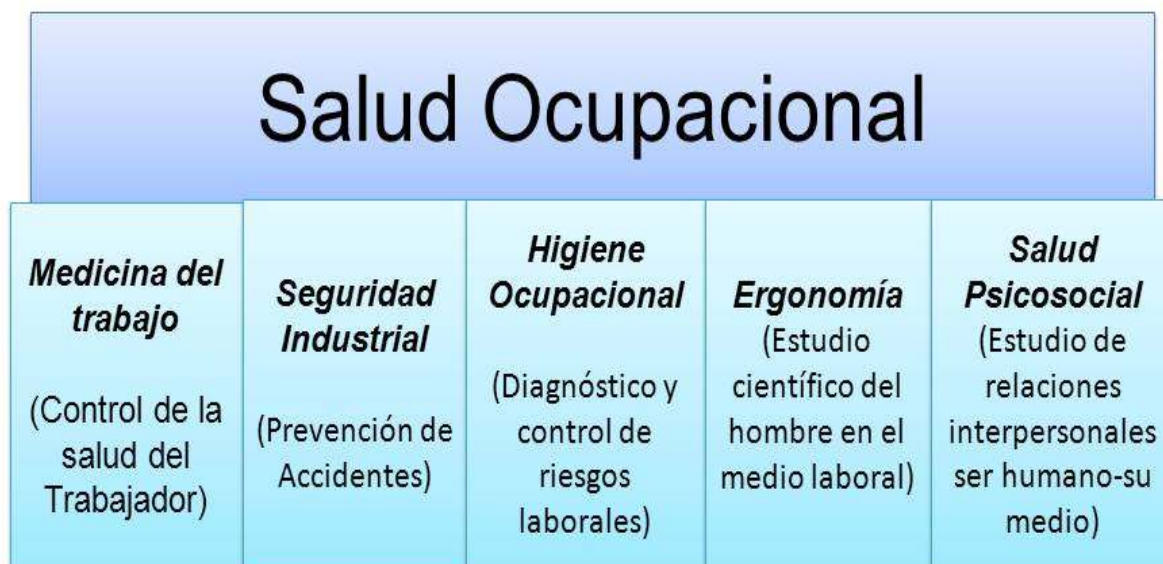 Salud Ocupacional
Medicina del
trabajo
(Control de la
salud del
Trabajador)
Seguridad
Industrial
(Prevención de
Accidentes)
Higiene
Ocupacional
(Diagnóstico y
control de
riesgos
laborales)
Ergonomía
(Estudio
científico del
hombre en el
medio laboral)
Salud
Psicosocial
(Estudio de
relaciones
interpersonales
ser humano-su
medio)